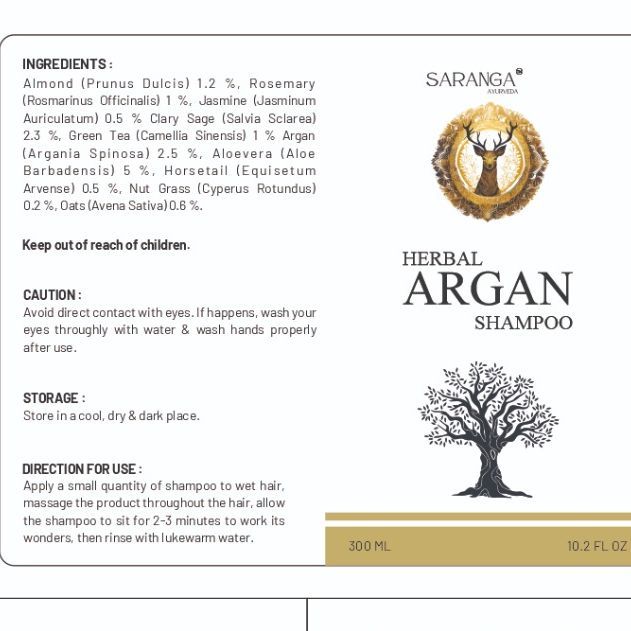 INGREDIENTS :
Almond (Prunus Dulcis) 1.2 %, Rosemary
(Rosmarinus Officinalis) 1 %, Jasmine (Jasminum
Auriculatum) 0.5 % Clary Sage (Salvia Sclarea)
2.3 %, Green Tea (Camellia Sinensis) 1 % Argan
(Argania Spinosa) 2.5 %, Aloevera (Aloe
Barbadensis) 5 %, Horsetail (Equisetum
Arvense) 0.5 %, Nut Grass (Cyperus Rotundus)
0.2 %, Oats (Avena Sativa) 0.6 %.
Keep out of reach of children.
CAUTION :
Avoid direct contact with eyes. If happens, wash your
eyes throughly with water & wash hands properly
after use.
STORAGE :
Store in a cool, dry & dark place.
DIRECTION FOR USE :
Apply a small quantity of shampoo to wet hair,
massage the product throughout the hair, allow
the shampoo to sit for 2-3 minutes to work its
wonders, then rinse with lukewarm water.
SARANGA
AYURVEDA
HERBAL
ARGAN
SHAMPOO
300 ML
10.2 FL OZ